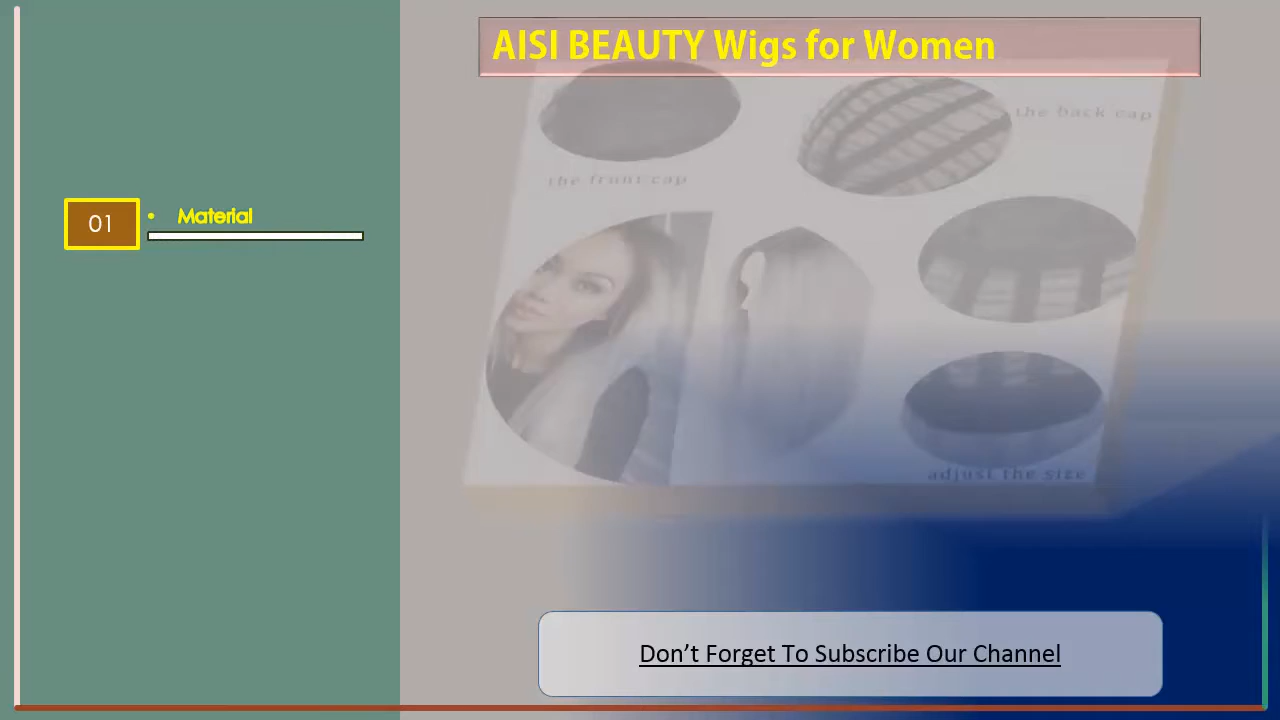 AISI BEAUTY Wigs for Women
the back cap
the front cap
01
• Material
adjust the size
Don’t Forget To Subscribe Our Channel